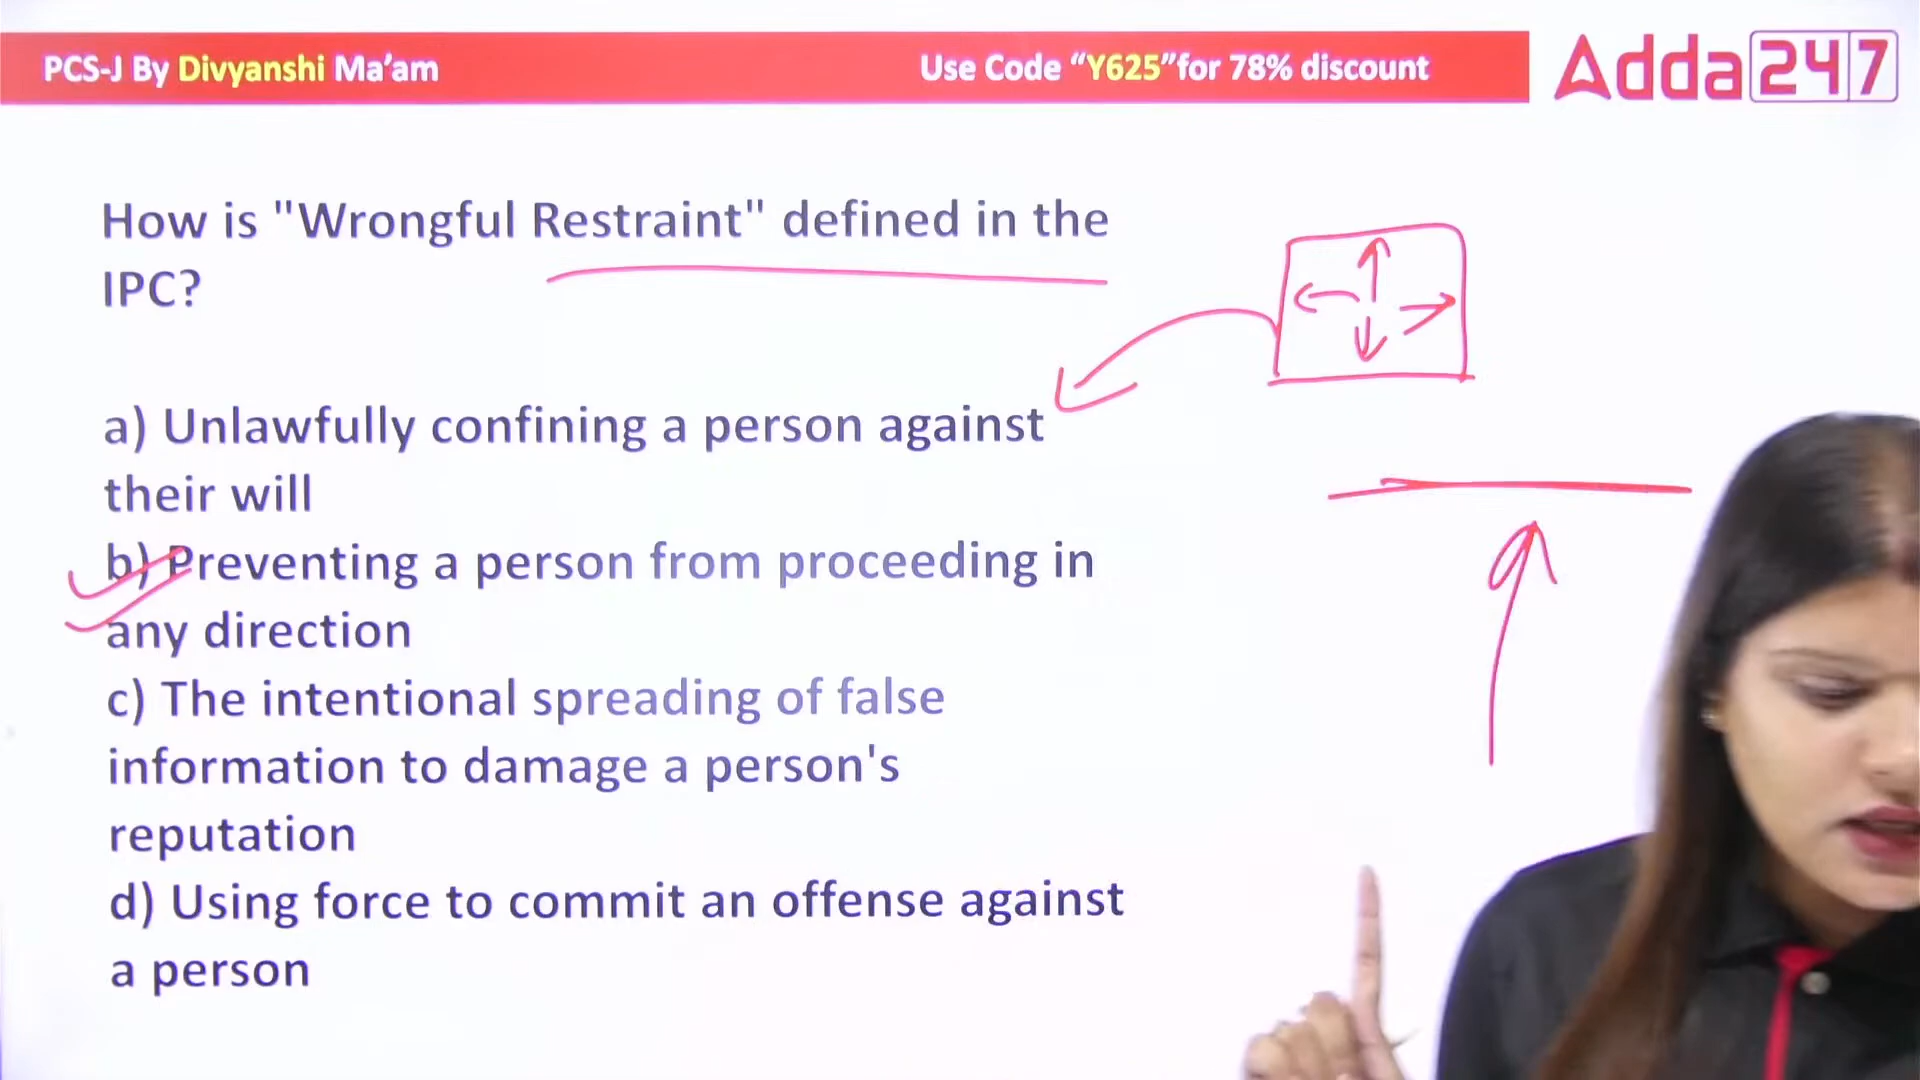 PCS-J By Divyanshi Ma’am
Use Code “Y625”for 78% discount
Adda247
How is "Wrongful Restraint" defined in the
IPC?
a) Unlawfully confining a person against
their will
b) Preventing a person from proceeding in
any direction
c) The intentional spreading of false
information to damage a person's
reputation
d) Using force to commit an offense against
a person